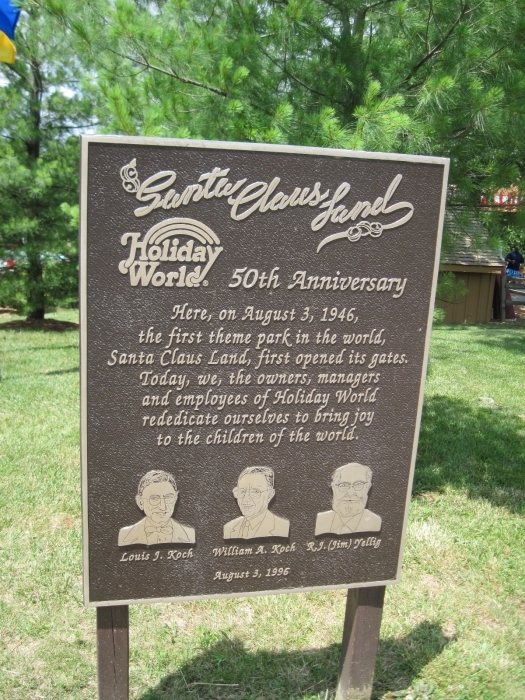 Santa Claus Land
Holiday
World®
50th Anniversary
Here, on August 3, 1946,
the first theme park in the world,
Santa Claus Land, first opened its gates.
Today, we, the owners, managers
and employees of Holiday World
rededicate ourselves to bring joy
to the children of the world.
Louis J. Koch William A. Koch R.J. (Jim) Yellig
August 3, 1996